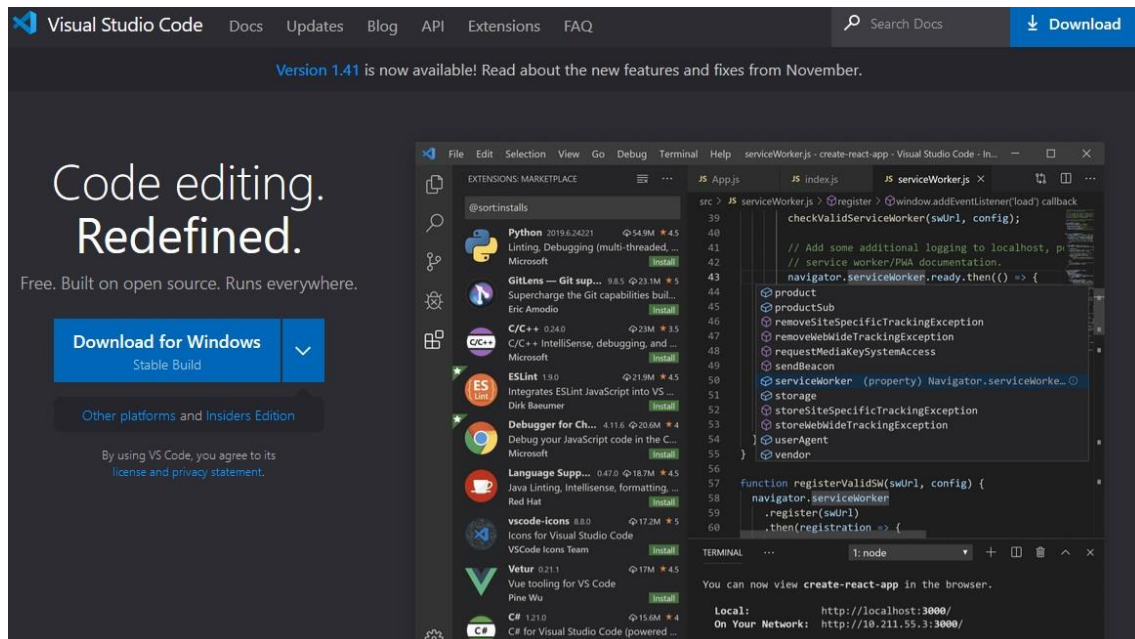 Visual Studio Code Docs Updates Blog API Extensions FAQ Search Docs Download
Version 1.41 is now available! Read about the new features and fixes from November.
Code editing.
Redefined.
Free. Built on open source. Runs everywhere.
Download for Windows
Stable Build
Other platforms and Insiders Edition
By using VS Code, you agree to its
license and privacy statement.
File Edit Selection View Go Debug Terminal Help serviceWorker.js - create-react-app - Visual Studio Code - In...
EXTENSIONS: MARKETPLACE
@sort:installs
Python 2019.6.24221 54.9M ★ 4.5
Linting, Debugging (multi-threaded, ...
Microsoft Install
GitLens — Git sup... 9.8.5 23.1M ★ 5
Supercharge the Git capabilities buil...
Eric Amodio Install
C/C++ 0.24.0 23M ★ 3.5
C/C++ C/C++ IntelliSense, debugging, and ...
Microsoft Install
ESLint 1.9.0 21.9M ★ 4.5
ES Lint Integrates ESLint JavaScript into VS ...
Dirk Baeumer Install
Debugger for Ch... 4.11.6 20.6M ★ 4
Debug your JavaScript code in the C...
Microsoft Install
Language Supp... 0.47.0 18.7M ★ 4.5
Java Linting, Intellisense, formatting, ...
Red Hat Install
vscode-icons 8.8.0 17.2M ★ 5
Icons for Visual Studio Code
VSCode Icons Team Install
Vetur 0.21.1 17M ★ 4.5
Vue tooling for VS Code
Pine Wu Install
C# 1.21.0 15.6M ★ 4
C# C# for Visual Studio Code (powered ...
JS App.js JS index.js JS serviceWorker.js ×
src > JS serviceWorker.js > register > window.addEventListener('load') callback
39 checkValidServiceWorker(swUrl, config);
40
41 // Add some additional logging to localhost, p
42 // service worker/PWA documentation.
43 navigator.serviceWorker.ready.then(() => {
44 product
45 productSub
46 removeSiteSpecificTrackingException
47 removeWebWideTrackingException
48 requestMediaKeySystemAccess
49 sendBeacon
50 serviceWorker (property) Navigator.serviceWorke...
51 storage
52 storeSiteSpecificTrackingException
53 storeWebWideTrackingException
54 } userAgent
55 } vendor
56
57 function registerValidSW(swUrl, config) {
58 navigator.serviceWorker
59 .register(swUrl)
60 .then(registration => {
TERMINAL ... 1: node
You can now view create-react-app in the browser.
Local: http://localhost:3000/
On Your Network: http://10.211.55.3:3000/